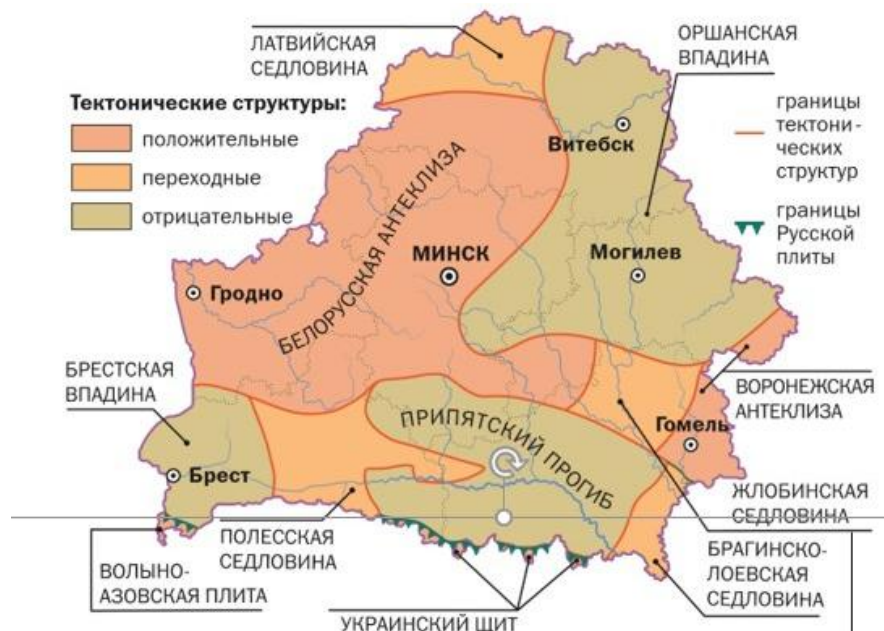 ЛАТВИЙСКАЯ
СЕДЛОВИНА
ОРШАНСКАЯ
ВПАДИНА
Тектонические структуры:
положительные
переходные
отрицательные
границы
тектони-
ческих
структур
границы
Русской
плиты
Витебск
БЕЛОРУССКАЯ АНТЕКЛИЗА
МИНСК
Могилев
Гродно
БРЕСТСКАЯ
ВПАДИНА
ВОРОНЕЖСКАЯ
АНТЕКЛИЗА
ПРИПЯТСКИЙ ПРОГИБ
Гомель
Брест
ЖЛОБИНСКАЯ
СЕДЛОВИНА
ПОЛЕССКАЯ
СЕДЛОВИНА
БРАГИНСКО-
ЛОЕВСКАЯ
СЕДЛОВИНА
ВОЛЫНО-
АЗОВСКАЯ ПЛИТА
УКРАИНСКИЙ ЩИТ